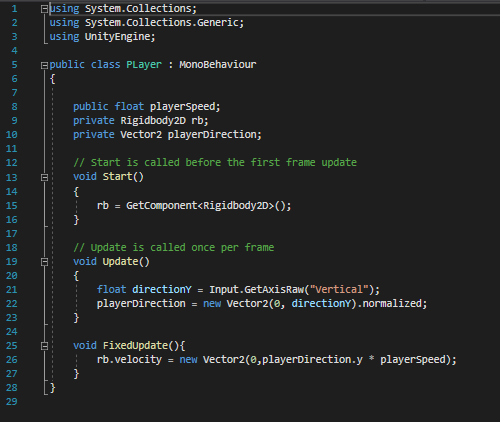 1 using System.Collections;
2 using System.Collections.Generic;
3 using UnityEngine;
4
5 public class PLayer : MonoBehaviour
6 {
7
8 public float playerSpeed;
9 private Rigidbody2D rb;
10 private Vector2 playerDirection;
11
12 // Start is called before the first frame update
13 void Start()
14 {
15 rb = GetComponent<Rigidbody2D>();
16 }
17
18 // Update is called once per frame
19 void Update()
20 {
21 float directionY = Input.GetAxisRaw("Vertical");
22 playerDirection = new Vector2(0, directionY).normalized;
23 }
24
25 void FixedUpdate(){
26 rb.velocity = new Vector2(0,playerDirection.y * playerSpeed);
27 }
28 }
29